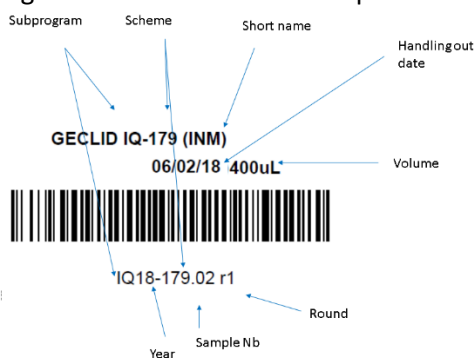 Subprogram
Scheme
Short name
Handling out
date
GECLID IQ-179 (INM)
06/02/18 400uL
Volume
IQ18-179.02 r1
Round
Sample Nb
Year